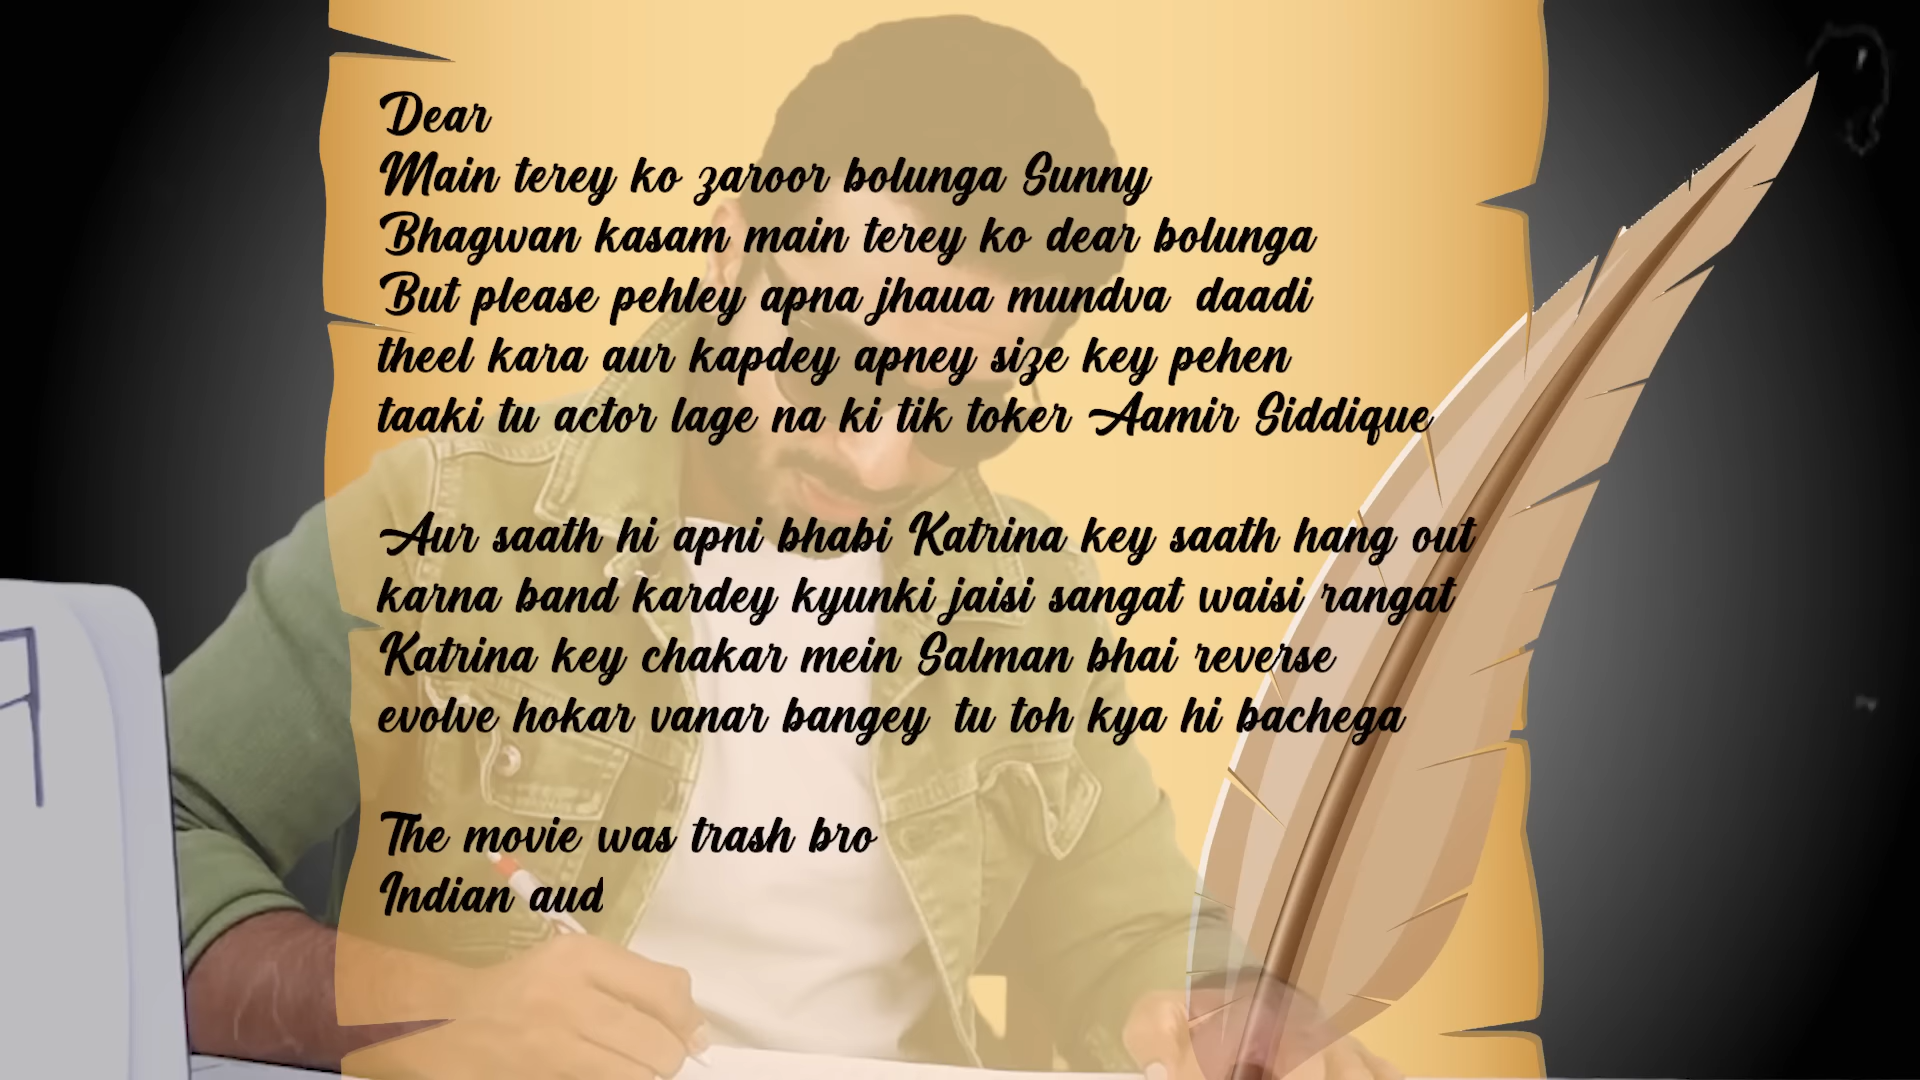 Dear
Main terey ko zaroor bolunga Sunny
Bhagwan kasam main terey ko dear bolunga
But please pehley apna jhaua mundva daadi
theel kara aur kapdey apney size key pehen
taaki tu actor lage na ki tik toker Aamir Siddique
Aur saath hi apni bhabi Katrina key saath hang out
karna band kardey kyunki jaisi sangat waisi rangat
Katrina key chakar mein Salman bhai reverse
evolve hokar vanar bangey tu toh kya hi bachega
The movie was trash bro
Indian aud